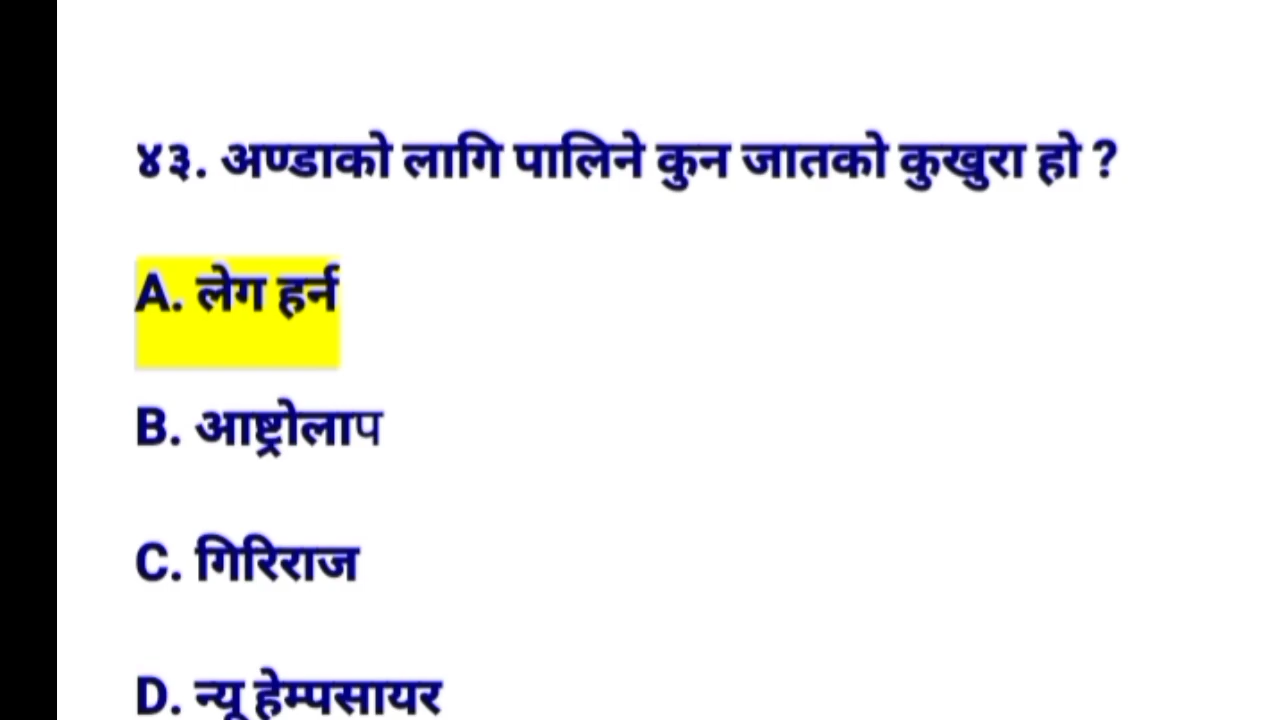 ४३. अण्डाको लागि पालिने कुन जातको कुखुरा हो ?
A. लेग हर्न
B. आष्ट्रोलाप
C. गिरिराज
D. न्यू हेम्पसायर